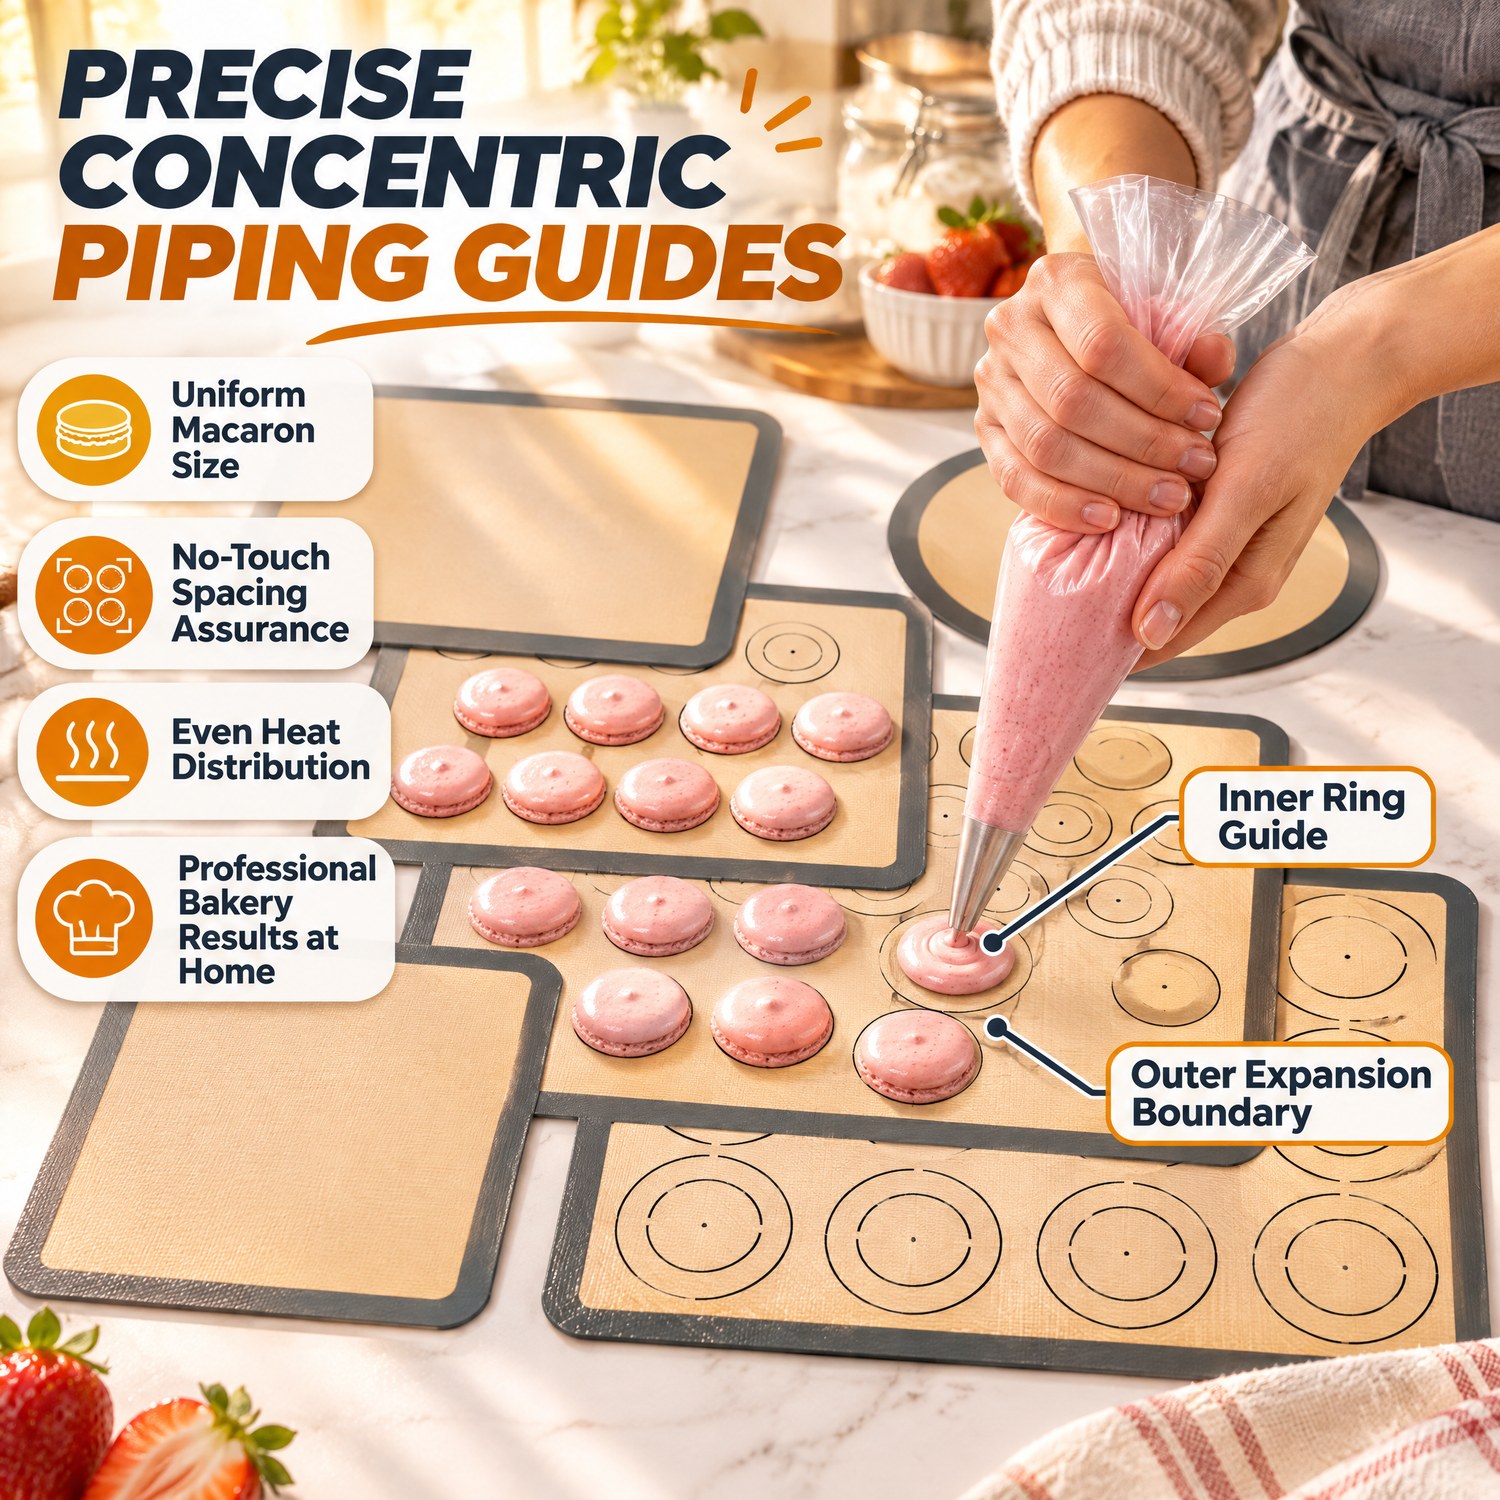 PRECISE
CONCENTRIC
PIPING GUIDES
Uniform
Macaron
Size
No-Touch
Spacing
Assurance
Even Heat
Distribution
Professional
Bakery
Results at
Home
Inner Ring
Guide
Outer Expansion
Boundary